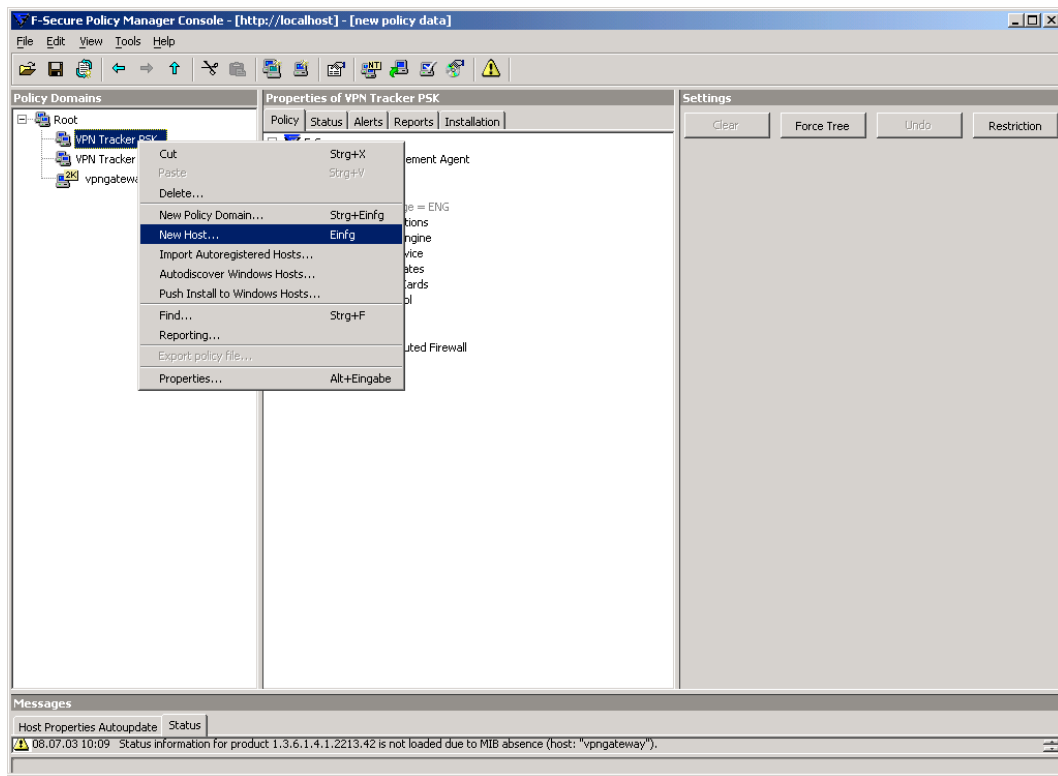 F-Secure Policy Manager Console - [http://localhost] - [new policy data]
File Edit View Tools Help
Policy Domains
Root
VPN Tracker PSK
VPN Tracker
vpngatewa
Cut Strg+X
Paste Strg+V
Delete...
New Policy Domain... Strg+Einfg
New Host... Einfg
Import Autoregistered Hosts...
Autodiscover Windows Hosts...
Push Install to Windows Hosts...
Find... Strg+F
Reporting...
Export policy file...
Properties... Alt+Eingabe
Properties of VPN Tracker PSK
Policy Status Alerts Reports Installation
ement Agent
ge = ENG
tions
ngine
vice
ates
Cards
ol
uted Firewall
Settings
Clear Force Tree Undo Restriction
Messages
Host Properties Autoupdate Status
08.07.03 10:09 Status information for product 1.3.6.1.4.1.2213.42 is not loaded due to MIB absence (host: "vpngateway").